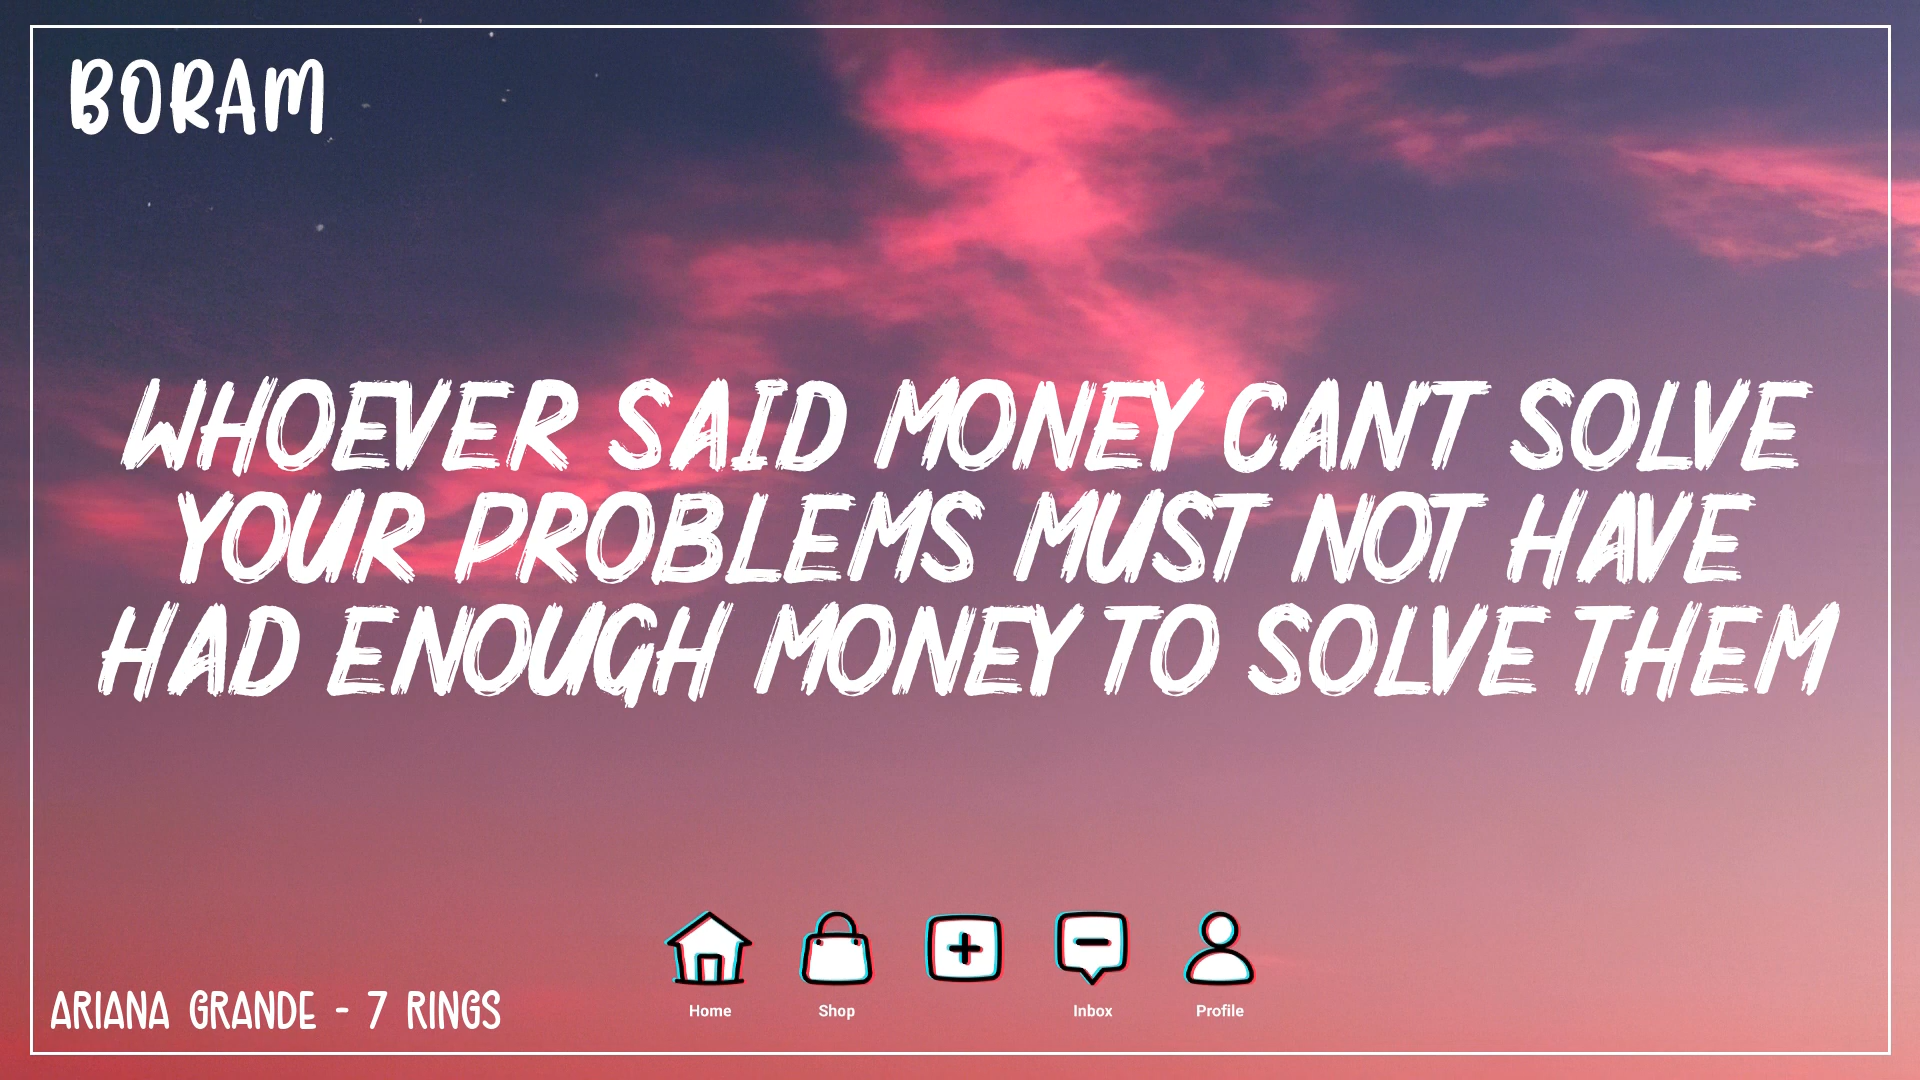 BORAM
WHOEVER SAID MONEY CAN'T SOLVE
YOUR PROBLEMS MUST NOT HAVE
HAD ENOUGH MONEY TO SOLVE THEM
Home Shop Inbox Profile
ARIANA GRANDE - 7 RINGS